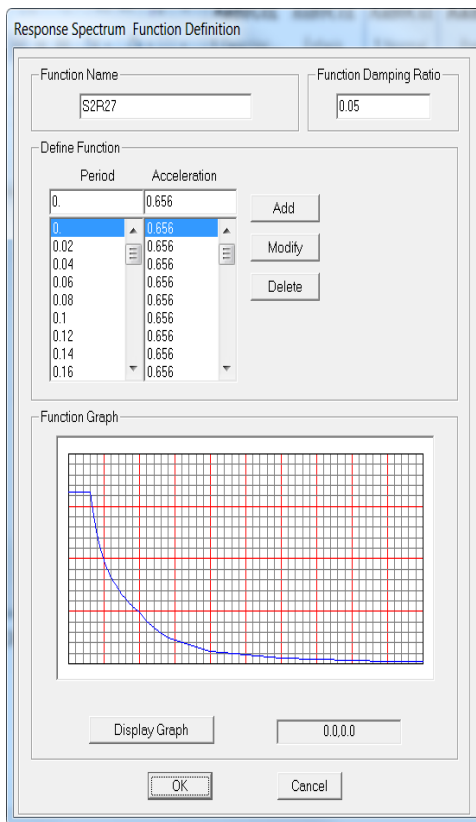 Response Spectrum Function Definition
Function Name
Function Damping Ratio
S2R27
0.05
Define Function
Period Acceleration
0. 0.656
Add
0. 0.656
0.02 0.656
Modify
0.04 0.656
0.06 0.656
0.08 0.656
Delete
0.1 0.656
0.12 0.656
0.14 0.656
0.16 0.656
Function Graph
Display Graph
0.0,0.0
OK
Cancel